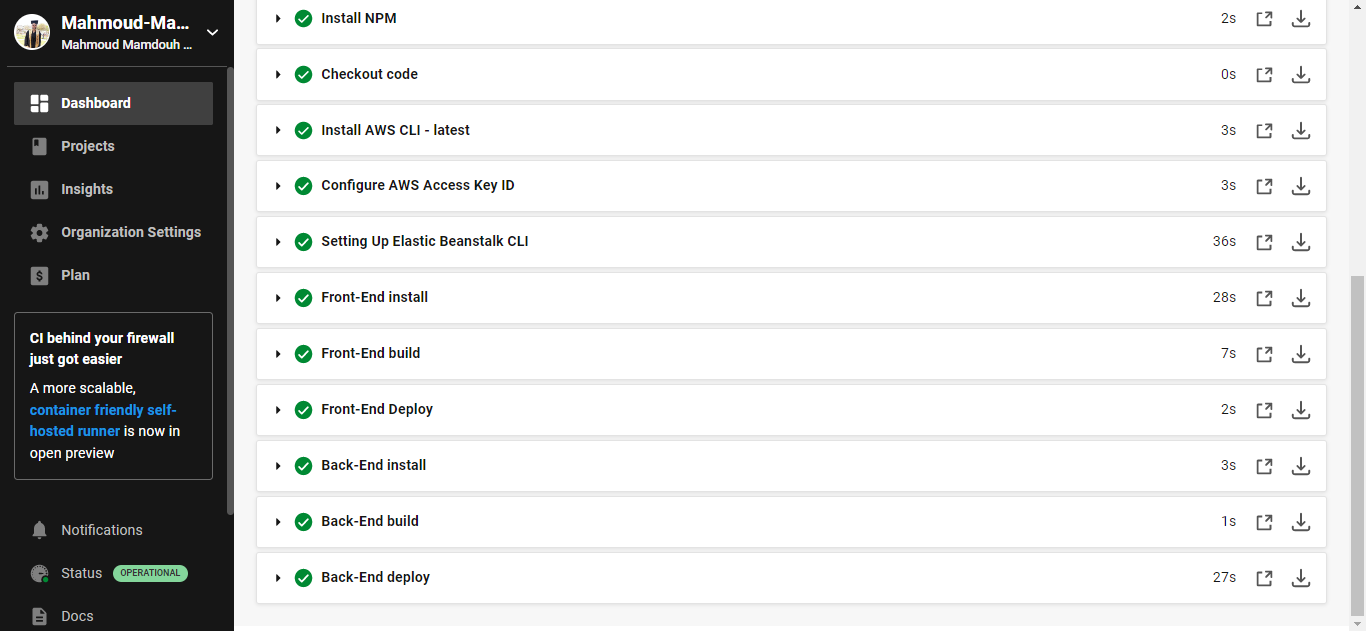 Mahmoud-Ma...
Mahmoud Mamdouh ...
Dashboard
Projects
Insights
Organization Settings
Plan
CI behind your firewall
just got easier
A more scalable,
container friendly self-
hosted runner is now in
open preview
Notifications
Status OPERATIONAL
Docs
Install NPM 2s
Checkout code 0s
Install AWS CLI - latest 3s
Configure AWS Access Key ID 3s
Setting Up Elastic Beanstalk CLI 36s
Front-End install 28s
Front-End build 7s
Front-End Deploy 2s
Back-End install 3s
Back-End build 1s
Back-End deploy 27s